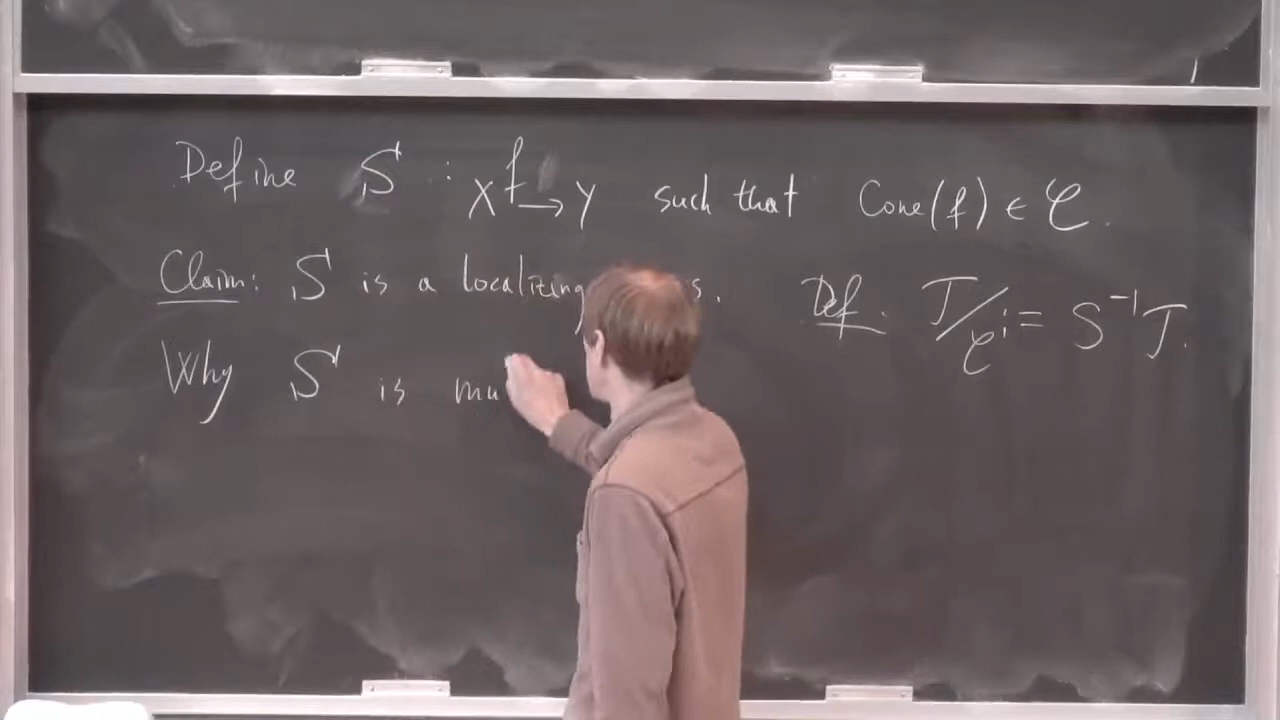 Define S : X f→ Y such that Cone(f) ∈ 𝒞.
Claim: S is a localizing s.
Def. T/𝒞 := S⁻¹T.
Why S is mu